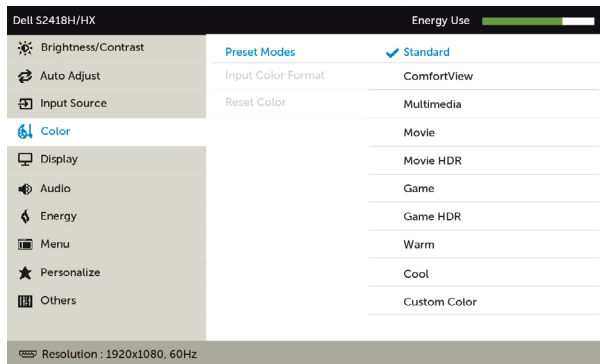 Dell S2418H/HX Energy Use
Brightness/Contrast Preset Modes Standard
Auto Adjust Input Color Format ComfortView
Input Source Reset Color Multimedia
Color Movie
Display Movie HDR
Audio Game
Energy Game HDR
Menu Warm
Personalize Cool
Others Custom Color
Resolution : 1920x1080, 60Hz